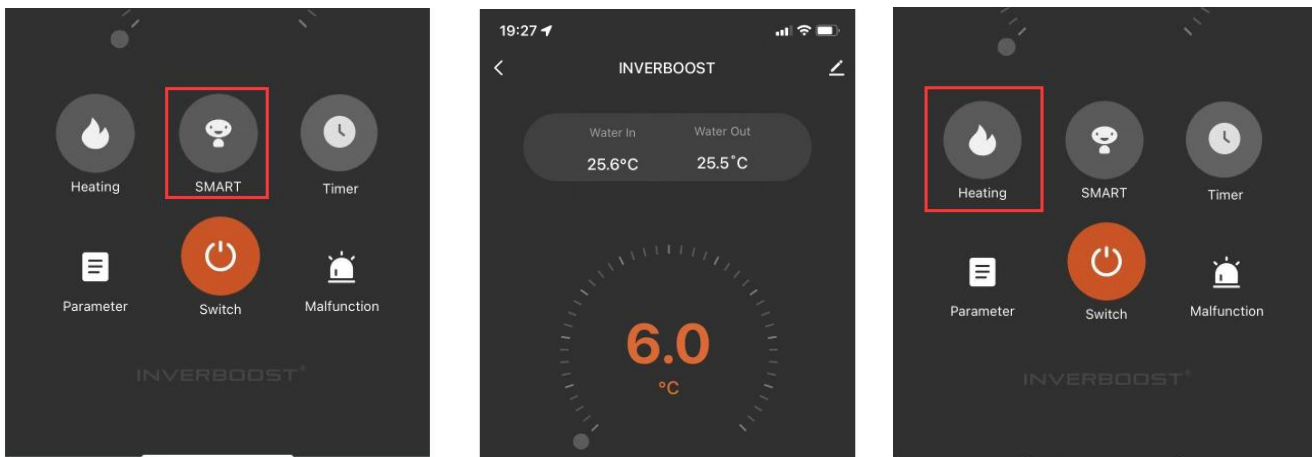 Heating SMART Timer
Parameter Switch Malfunction
INVERBOOST®
19:27
INVERBOOST
Water In Water Out
25.6°C 25.5°C
6.0
°C
Heating SMART Timer
Parameter Switch Malfunction
INVERBOOST®